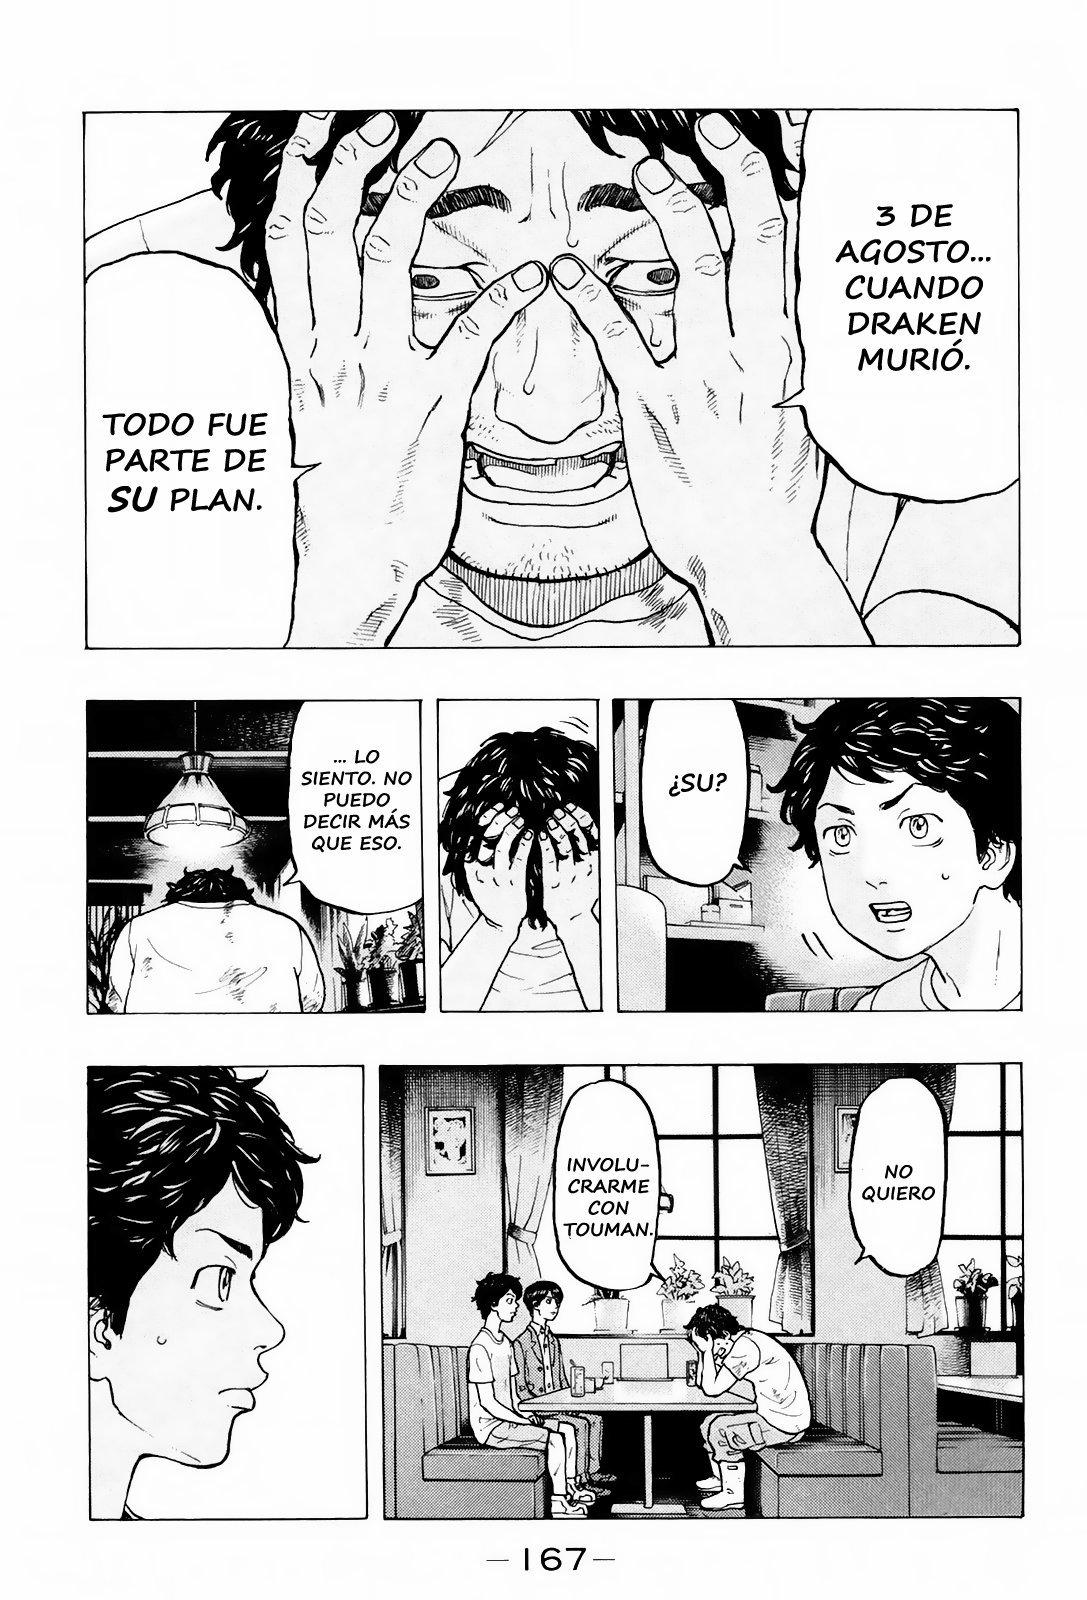 3 DE
AGOSTO...
CUANDO
DRAKEN
MURIÓ.
TODO FUE
PARTE DE
SU PLAN.
¿SU?
... LO
SIENTO. NO
PUEDO
DECIR MÁS
QUE ESO.
NO
QUIERO
INVOLU-
CRARME
CON
TOUMAN.
— 167 —